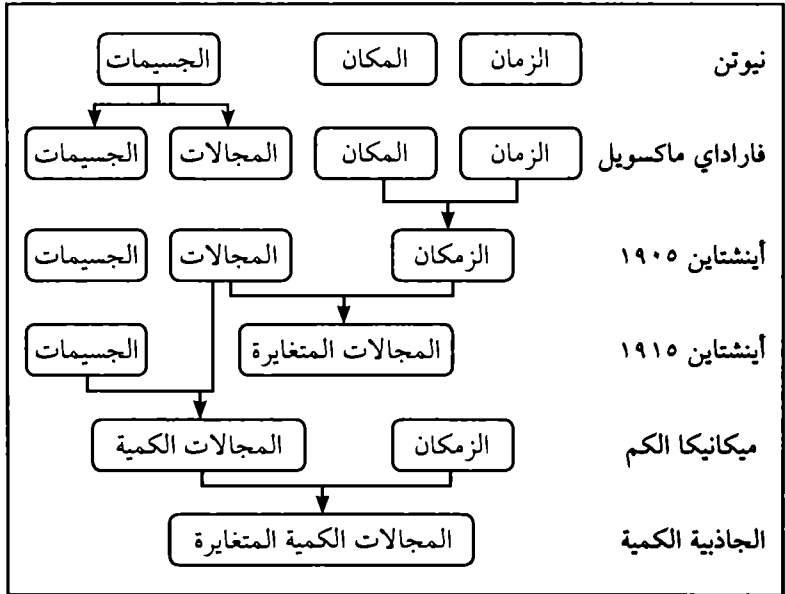 نيوتن الزمان المكان الجسيمات
فاراداي ماكسويل الزمان المكان المجالات الجسيمات
أينشتاين ١٩٠٥ الزمكان المجالات الجسيمات
أينشتاين ١٩١٥ المجالات المتغايرة الجسيمات
ميكانيكا الكم الزمكان المجالات الكمية
الجاذبية الكمية المجالات الكمية المتغايرة